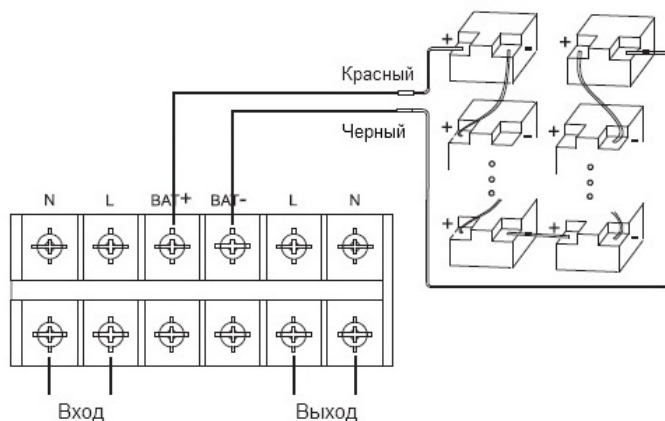 Красный
Черный
N L BAT+ BAT- L N
Вход Выход
+ - + -
+ - + -
+ - + -